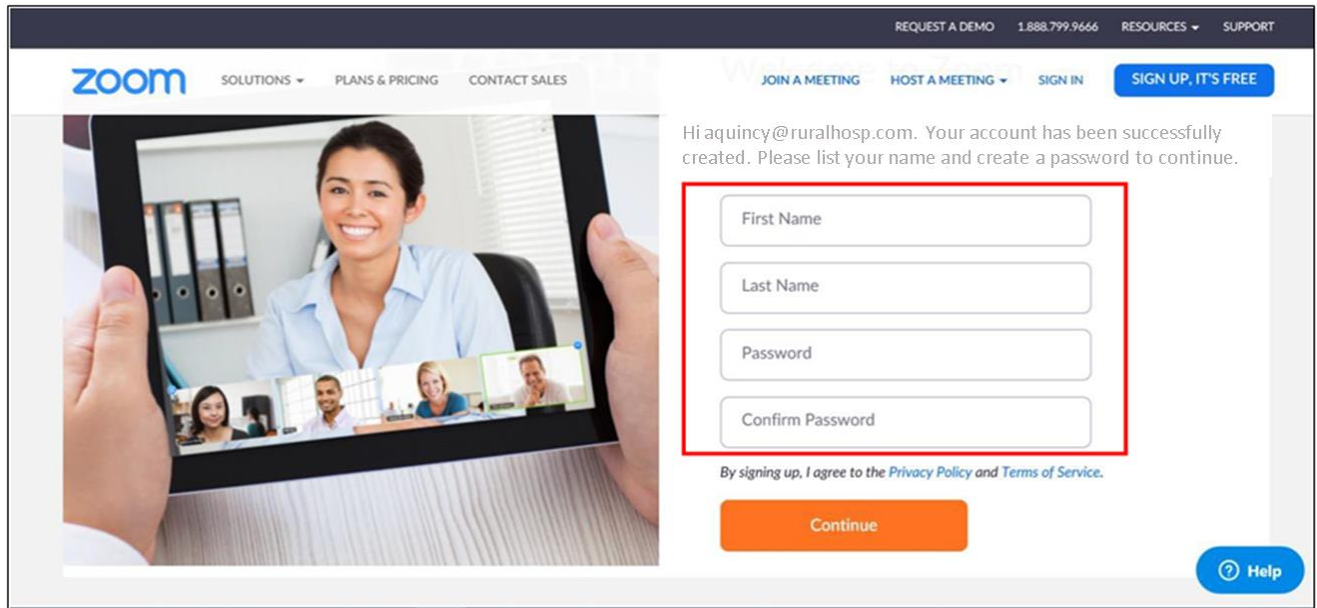 REQUEST A DEMO 1.888.799.9666 RESOURCES SUPPORT
zoom SOLUTIONS PLANS & PRICING CONTACT SALES JOIN A MEETING HOST A MEETING SIGN IN SIGN UP, IT'S FREE
Welcome to Zoom
Hi aquincy@ruralhosp.com. Your account has been successfully
created. Please list your name and create a password to continue.
First Name
Last Name
Password
Confirm Password
By signing up, I agree to the Privacy Policy and Terms of Service.
Continue
Help